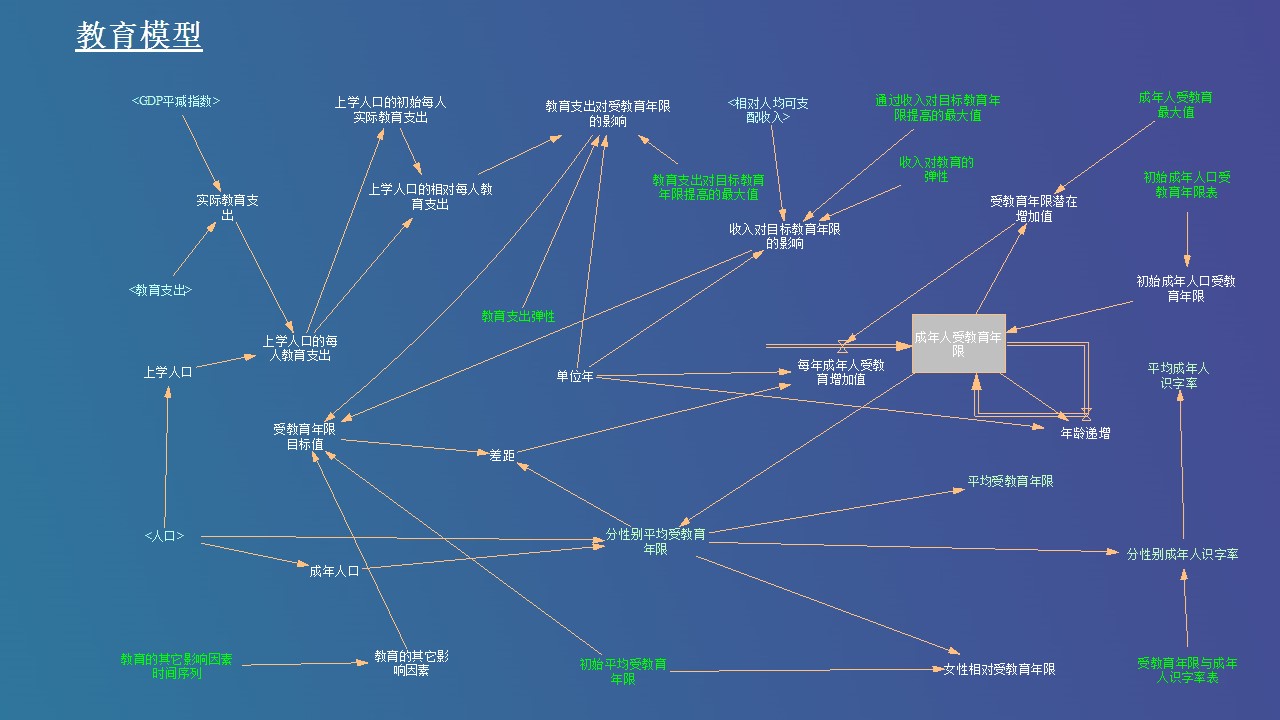 教育模型
<GDP平减指数>
上学人口的初始每人
实际教育支出
教育支出对受教育年限
的影响
<相对人均可支
配收入>
通过收入对目标教育年
限提高的最大值
成年人受教育
最大值
收入对教育的
弹性
上学人口的相对每人教
育支出
教育支出对目标教育
年限提高的最大值
初始成年人口受
教育年限表
实际教育支
出
受教育年限潜在
增加值
收入对目标教育年限
的影响
<教育支出>
初始成年人口受教
育年限
教育支出弹性
上学人口的每
人教育支出
成年人受教育年
限
上学人口
单位年
每年成年人受教
育增加值
平均成年人
识字率
受教育年限
目标值
年龄递增
差距
平均受教育年限
<人口>
分性别平均受教育
年限
分性别成年人识字率
成年人口
教育的其它影响因素
时间序列
教育的其它影
响因素
初始平均受教育
年限
女性相对受教育年限
受教育年限与成年
人识字率表